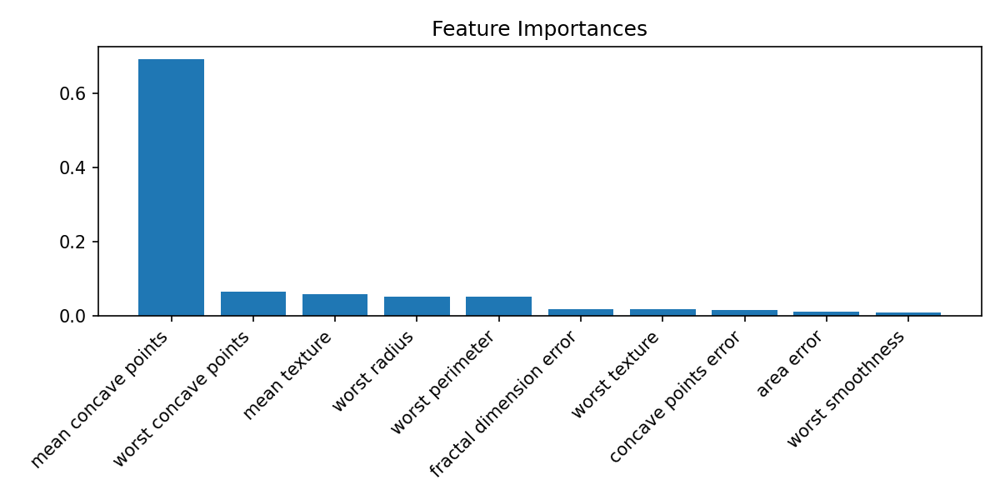 Feature Importances
0.6
0.4
0.2
0.0
mean concave points
worst concave points
mean texture
worst radius
worst perimeter
fractal dimension error
worst texture
concave points error
area error
worst smoothness